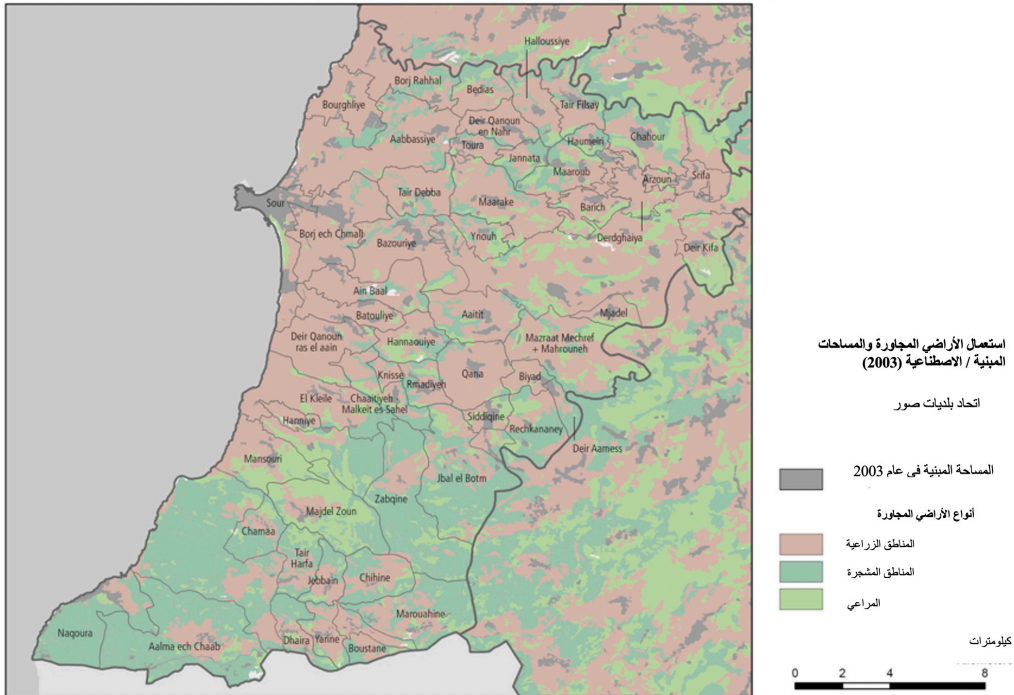 Halloussiye
Borj Rahhal
Bedias
Bourghliye
Tair Filsay
Deir Qanoun
en Nahr
Aabbassiye
Toura
Haumeiri
Chahour
Jannata
Maaroub
Arzoun
Srifa
Tair Debba
Sour
Maarake
Barich
Borj ech Chmali
Bazouriye
Ynouh
Derdghaiya
Deir Kifa
Ain Baal
Batouliye
Aaitit
Mjadel
Deir Qanoun
ras el aain
Hannaouiye
Mazraat Mechref
+ Mahrouneh
Knisse
Rmadiyeh
Qana
Biyad
El Kleile
Chaaitiyeh -
Malkeit es Sahel
Hanniye
Siddiqine
Rechkananey
Deir Aamess
Mansouri
Jbal el Botm
Zabqine
Majdel Zoun
Chamaa
Tair
Harfa
Jebbain
Chihine
Marouahine
Naqoura
Aalma ech Chaab
Dhaira
Yarine
Boustane
استعمال الأراضي المجاورة والمساحات
المبنية / الاصطناعية (2003)
اتحاد بلديات صور
المساحة المبنية في عام 2003
أنواع الأراضي المجاورة
المناطق الزراعية
المناطق المشجرة
المراعي
كيلومترات
0 2 4 8